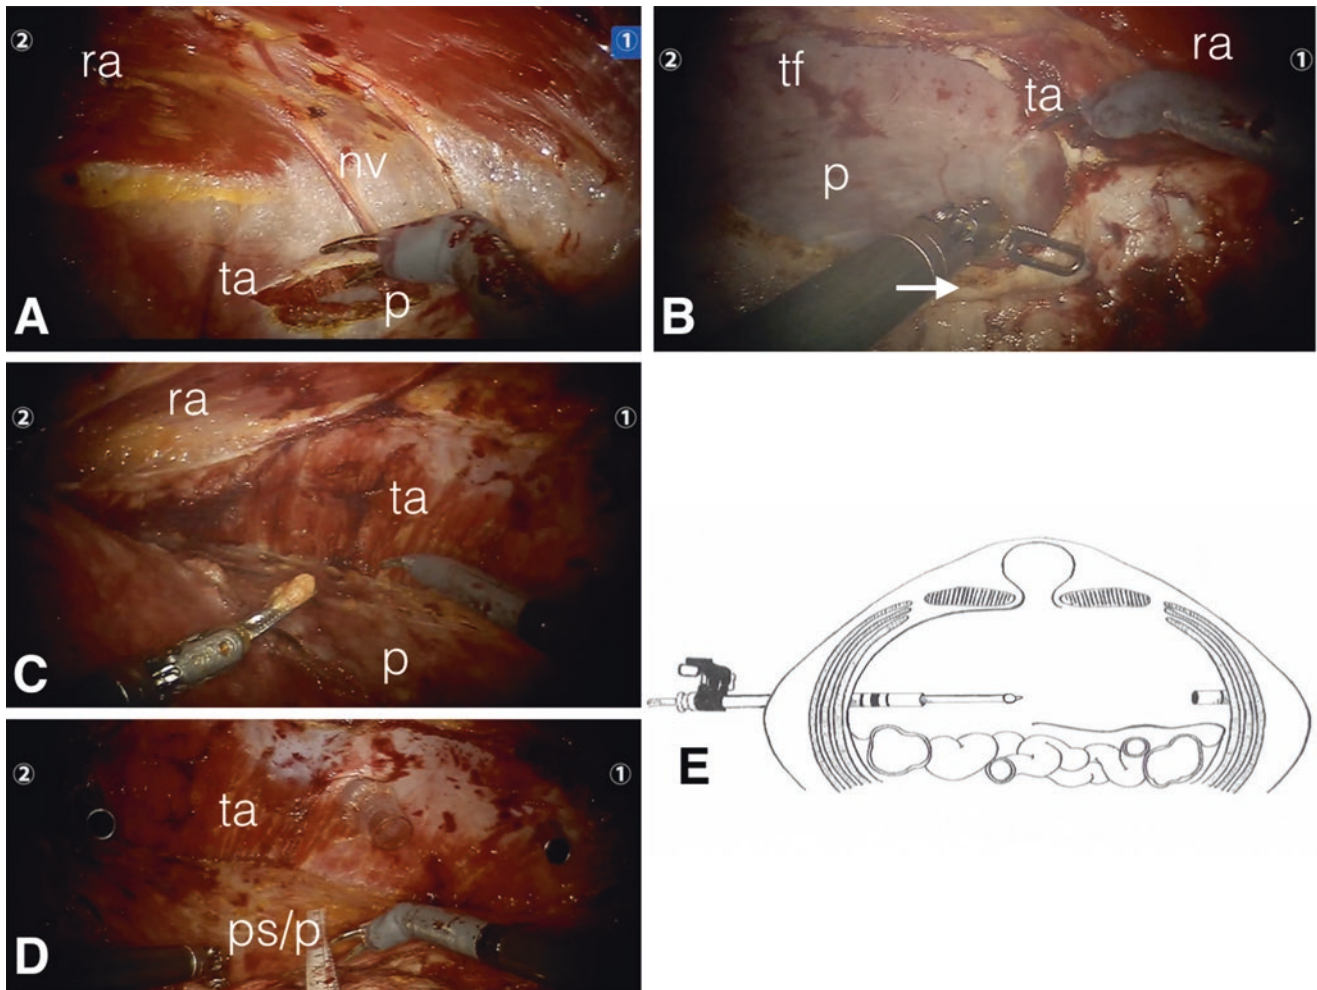 ② ra ①
nv
ta
p
A
② tf ra ①
ta
p
B
② ra ①
ta
p
C
② ta ①
ps/p
D
E